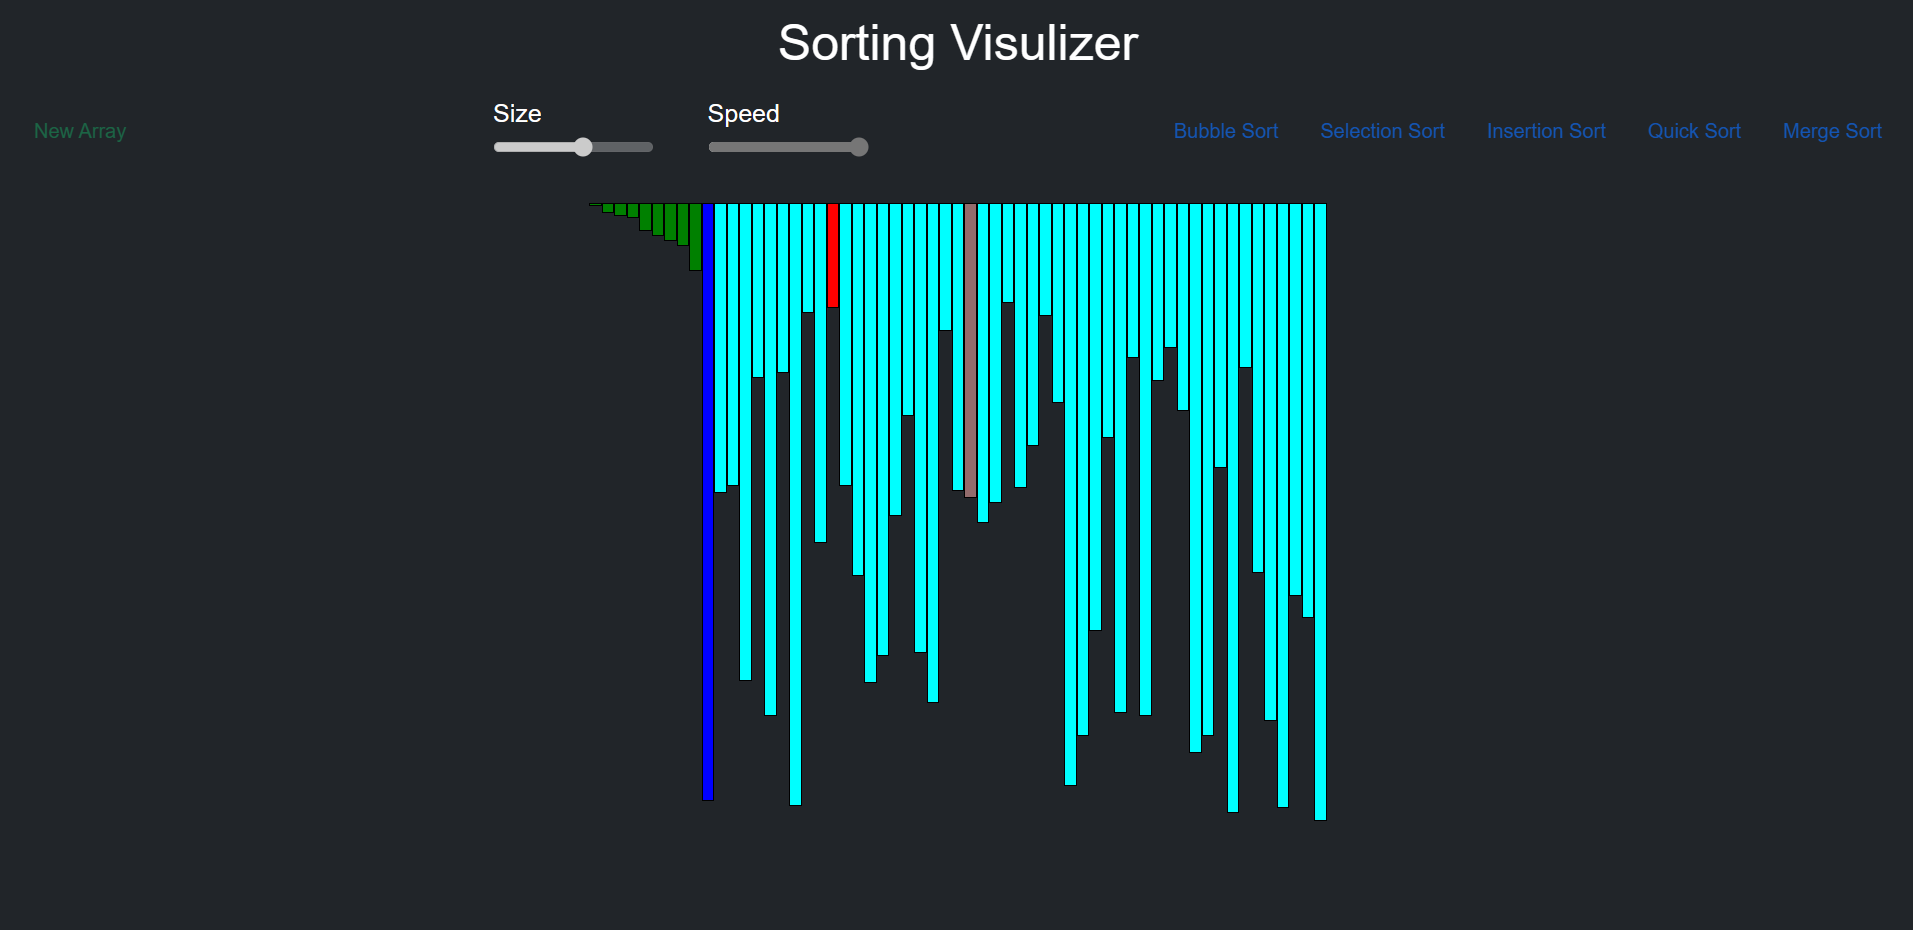 Sorting Visulizer
New Array
Size
Speed
Bubble Sort
Selection Sort
Insertion Sort
Quick Sort
Merge Sort